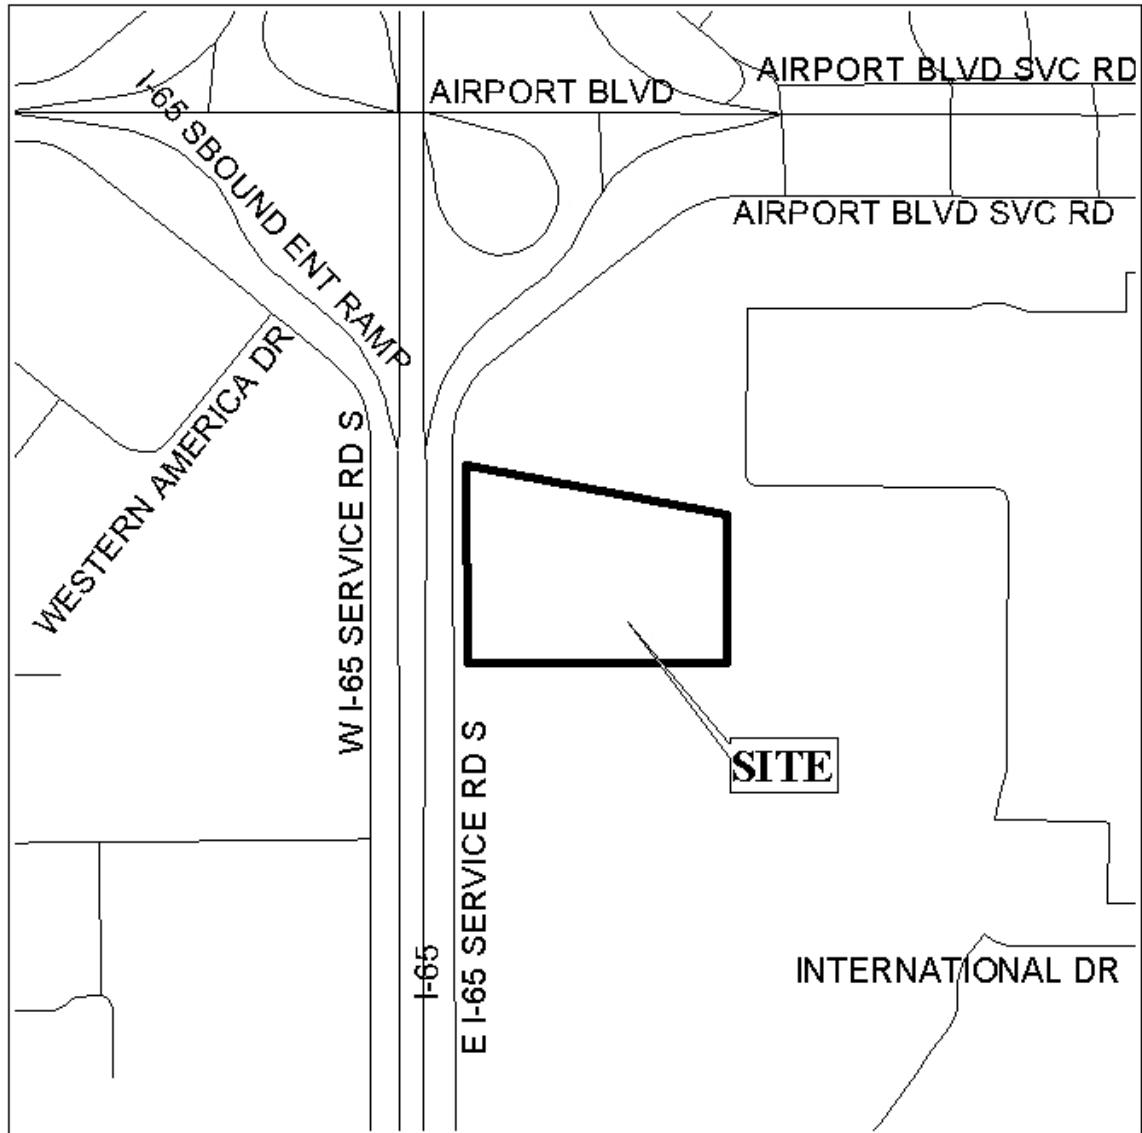 AIRPORT BLVD SVC RD
AIRPORT BLVD
I-65 SBOUND ENT RAMP
AIRPORT BLVD SVC RD
WESTERN AMERICA DR
W I-65 SERVICE RD S
SITE
E I-65 SERVICE RD S
I-65
INTERNATIONAL DR